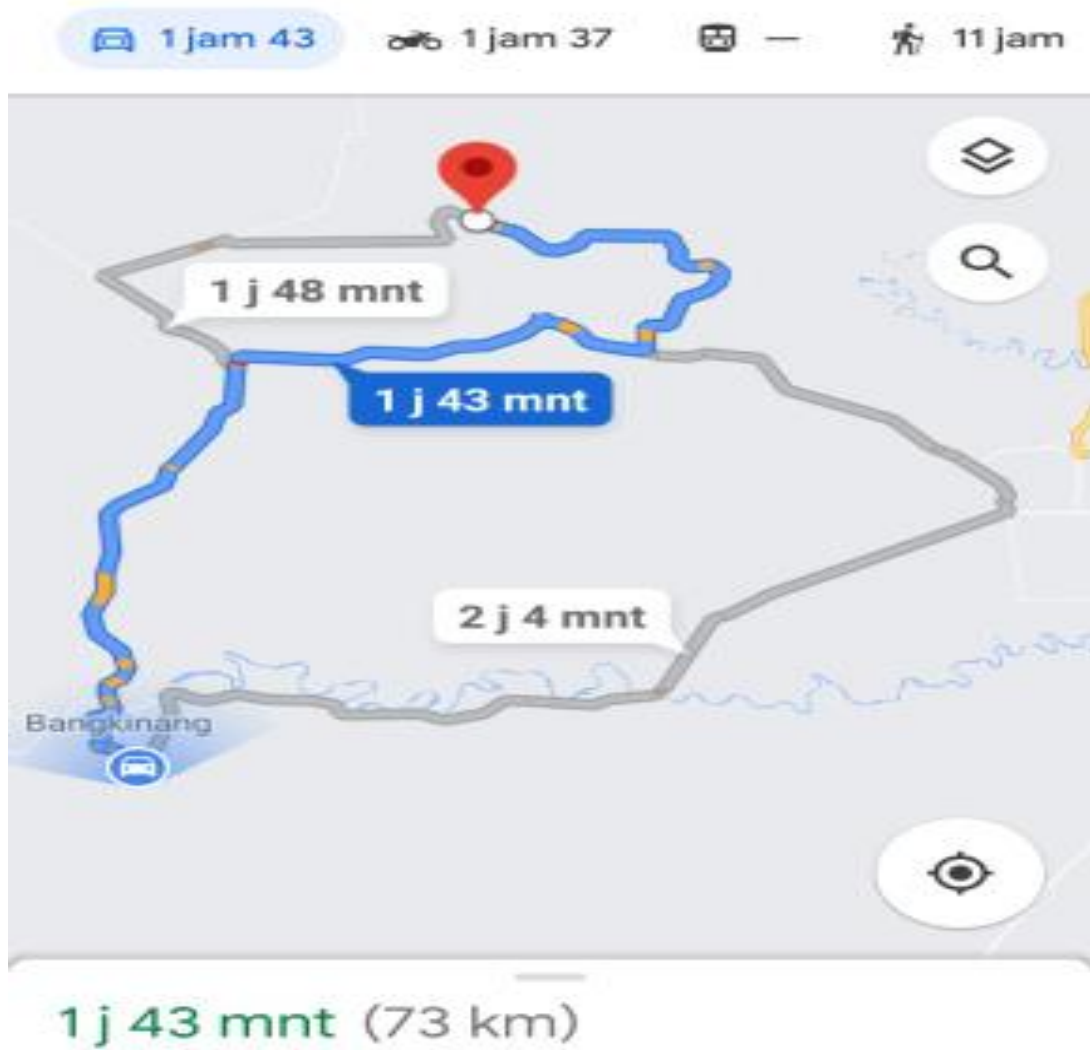 1 jam 43 1 jam 37 — 11 jam
1 j 48 mnt
1 j 43 mnt
2 j 4 mnt
Bangkinang
1 j 43 mnt (73 km)